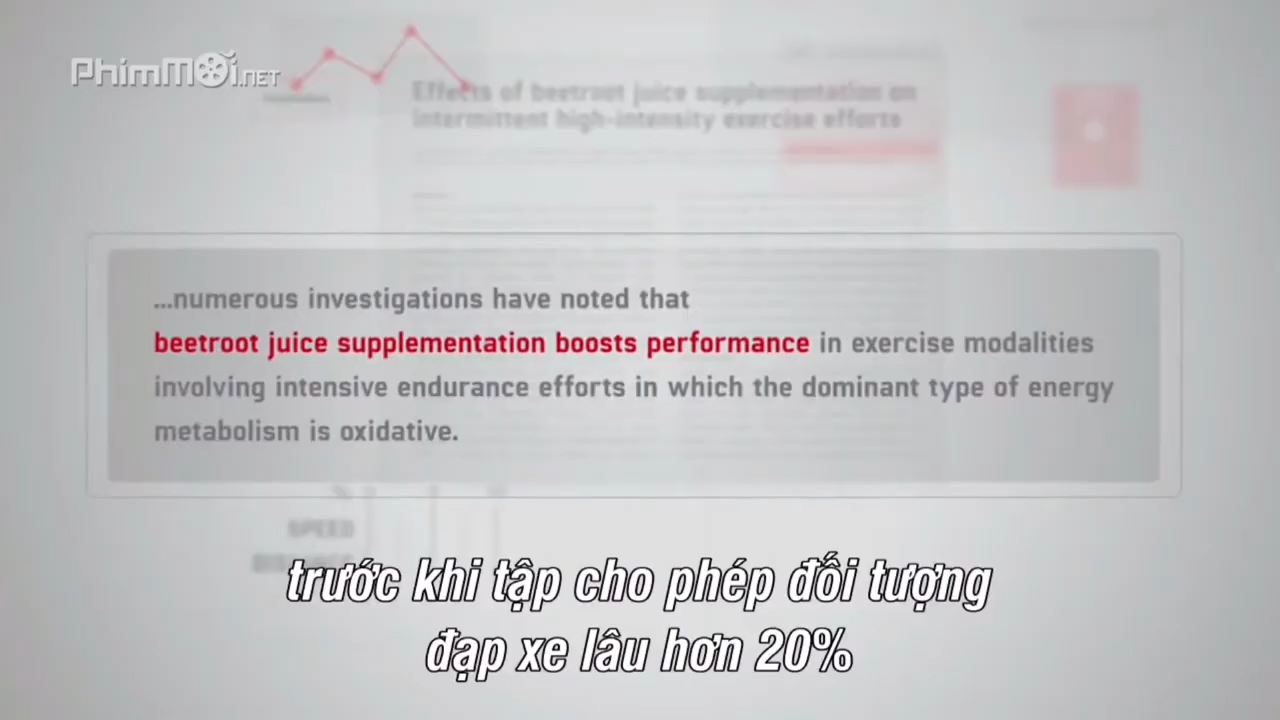 PhimMoi.NET
Effects of beetroot juice supplementation on
intermittent high-intensity exercise efforts
...numerous investigations have noted that
beetroot juice supplementation boosts performance in exercise modalities
involving intensive endurance efforts in which the dominant type of energy
metabolism is oxidative.
SPEED
trước khi tập cho phép đối tượng
đạp xe lâu hơn 20%